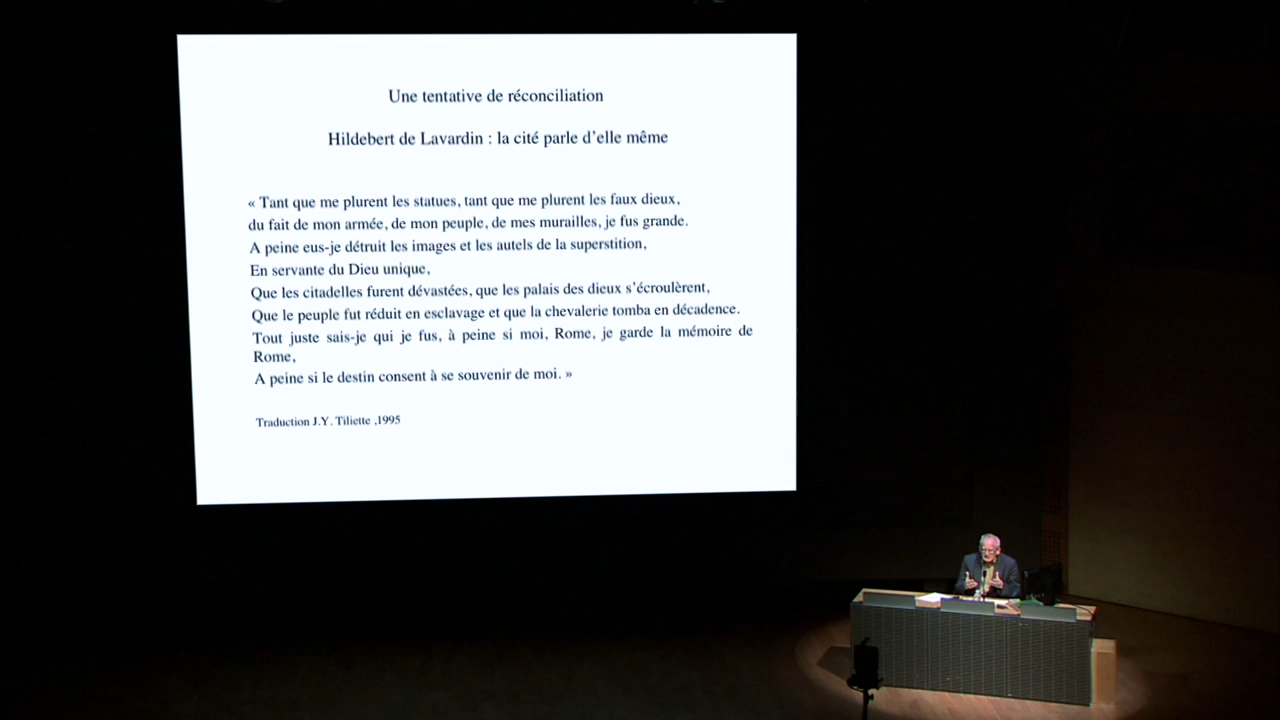 Une tentative de réconciliation
Hildebert de Lavardin : la cité parle d'elle même
« Tant que me plurent les statues, tant que me plurent les faux dieux,
du fait de mon armée, de mon peuple, de mes murailles, je fus grande.
A peine eus-je détruit les images et les autels de la superstition,
En servante du Dieu unique,
Que les citadelles furent dévastées, que les palais des dieux s'écroulèrent,
Que le peuple fut réduit en esclavage et que la chevalerie tomba en décadence.
Tout juste sais-je qui je fus, à peine si moi, Rome, je garde la mémoire de
Rome,
A peine si le destin consent à se souvenir de moi. »
Traduction J.Y. Tiliette ,1995